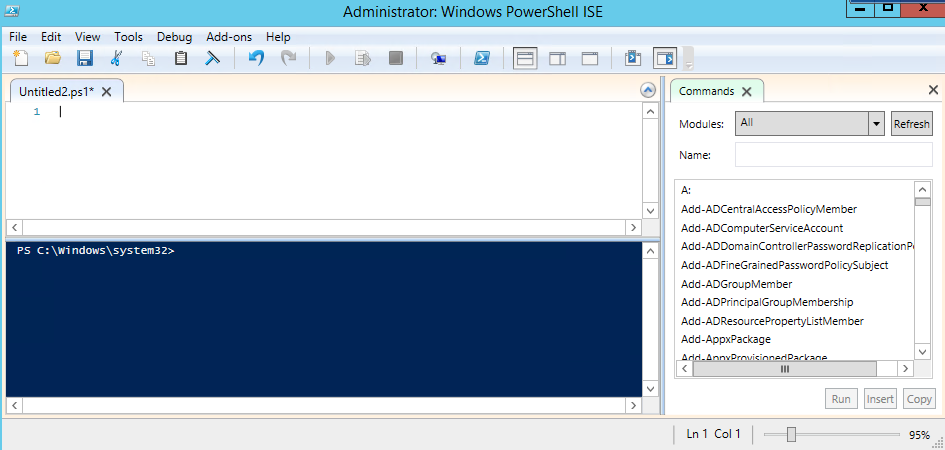 Administrator: Windows PowerShell ISE
File Edit View Tools Debug Add-ons Help
Untitled2.ps1* X
1
PS C:\Windows\system32>
Commands X
Modules: All Refresh
Name:
A:
Add-ADCentralAccessPolicyMember
Add-ADComputerServiceAccount
Add-ADDomainControllerPasswordReplicationPo
Add-ADFineGrainedPasswordPolicySubject
Add-ADGroupMember
Add-ADPrincipalGroupMembership
Add-ADResourcePropertyListMember
Add-AppxPackage
Add-AppxProvisionedPackage
Run Insert Copy
Ln 1 Col 1 95%